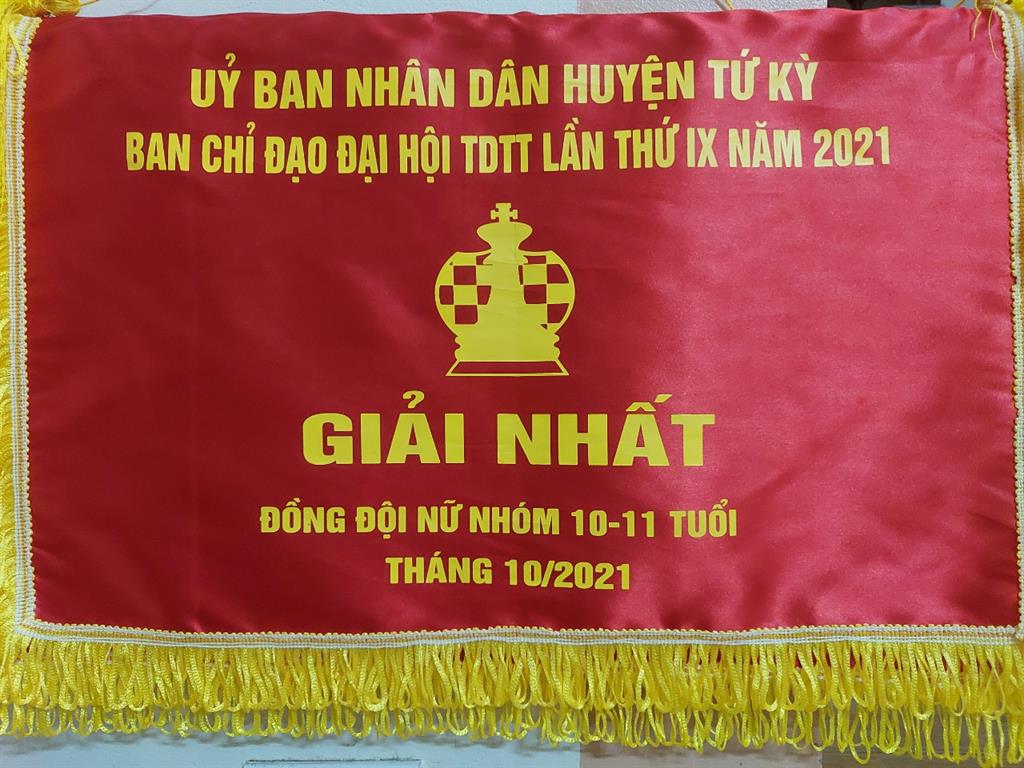 UỶ BAN NHÂN DÂN HUYỆN TỨ KỲ
BAN CHỈ ĐẠO ĐẠI HỘI TDTT LẦN THỨ IX NĂM 2021
GIẢI NHẤT
ĐỒNG ĐỘI NỮ NHÓM 10-11 TUỔI
THÁNG 10/2021